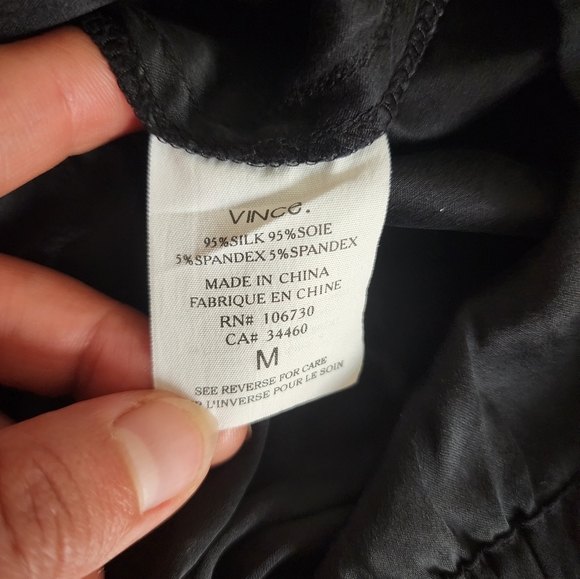 VINCE.
95%SILK 95%SOIE
5%SPANDEX 5%SPANDEX
MADE IN CHINA
FABRIQUE EN CHINE
RN# 106730
CA# 34460
M
SEE REVERSE FOR CARE
L'INVERSE POUR LE SOIN